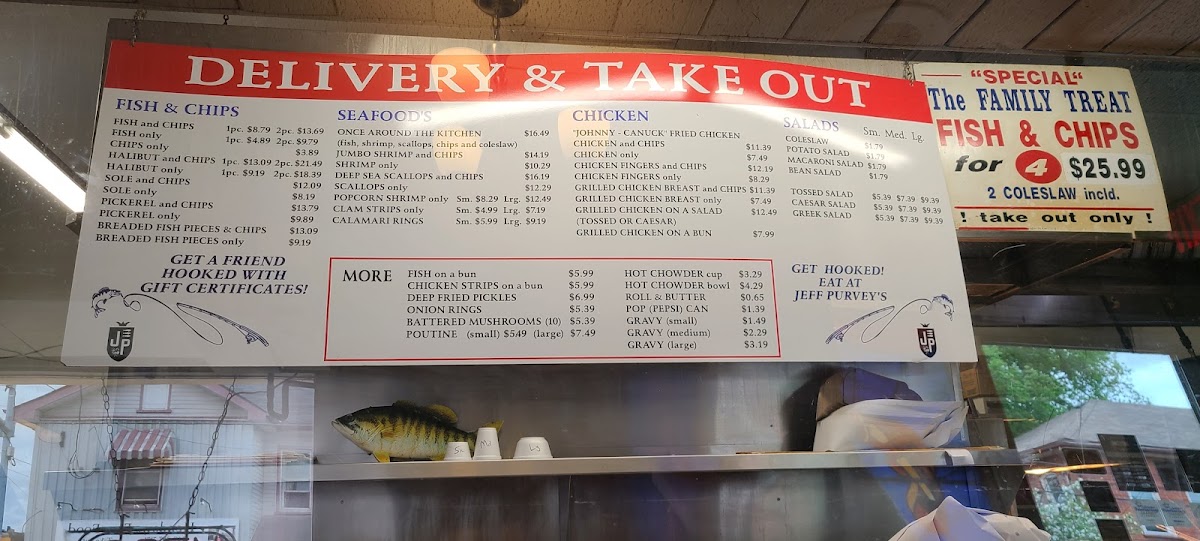 DELIVERY & TAKE OUT
FISH & CHIPS
FISH and CHIPS 1pc. $8.79 2pc. $13.69
FISH only 1pc. $4.89 2pc. $9.79
CHIPS only $3.89
HALIBUT and CHIPS 1pc. $13.09 2pc. $21.49
HALIBUT only 1pc. $9.19 2pc. $18.39
SOLE and CHIPS $12.09
SOLE only $8.19
PICKEREL and CHIPS $13.79
PICKEREL only $9.89
BREADED FISH PIECES & CHIPS $13.09
BREADED FISH PIECES only $9.19
SEAFOOD'S
ONCE AROUND THE KITCHEN $16.49
(fish, shrimp, scallops, chips and coleslaw)
JUMBO SHRIMP and CHIPS $14.19
SHRIMP only $10.29
DEEP SEA SCALLOPS and CHIPS $16.19
SCALLOPS only $12.29
POPCORN SHRIMP only Sm. $8.29 Lrg. $12.49
CLAM STRIPS only Sm. $4.99 Lrg. $7.19
CALAMARI RINGS Sm. $5.99 Lrg. $9.19
CHICKEN
"JOHNNY - CANUCK" FRIED CHICKEN
CHICKEN and CHIPS $11.39
CHICKEN only $7.49
CHICKEN FINGERS and CHIPS $12.19
CHICKEN FINGERS only $8.29
GRILLED CHICKEN BREAST and CHIPS $11.39
GRILLED CHICKEN BREAST only $7.49
GRILLED CHICKEN ON A SALAD $12.49
(TOSSED OR CAESAR)
GRILLED CHICKEN ON A BUN $7.99
SALADS Sm. Med. Lg.
COLESLAW $1.79
POTATO SALAD $1.79
MACARONI SALAD $1.79
BEAN SALAD $1.79
TOSSED SALAD $5.39 $7.39 $9.39
CAESAR SALAD $5.39 $7.39 $9.39
GREEK SALAD $5.39 $7.39 $9.39
GET A FRIEND
HOOKED WITH
GIFT CERTIFICATES!
JP
MORE
FISH on a bun $5.99
CHICKEN STRIPS on a bun $5.99
DEEP FRIED PICKLES $6.99
ONION RINGS $5.39
BATTERED MUSHROOMS (10) $5.39
POUTINE (small) $5.49 (large) $7.49
HOT CHOWDER cup $3.29
HOT CHOWDER bowl $4.29
ROLL & BUTTER $0.65
POP (PEPSI) CAN $1.39
GRAVY (small) $1.49
GRAVY (medium) $2.29
GRAVY (large) $3.19
GET HOOKED!
EAT AT
JEFF PURVEY'S
JP
"SPECIAL"
The FAMILY TREAT
FISH & CHIPS
for 4 $25.99
2 COLESLAW incld.
! take out only !